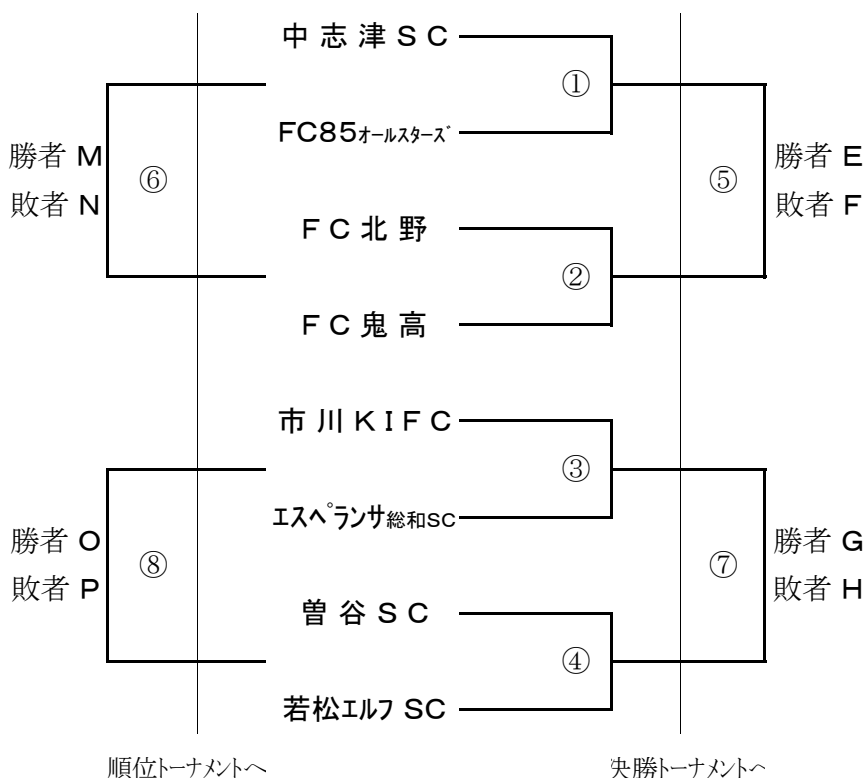 中志津SC
①
FC85オールスターズ
勝者 M
敗者 N
⑥
⑤
勝者 E
敗者 F
FC北野
②
FC鬼高
市川KIFC
③
エスペランサ総和SC
勝者 O
敗者 P
⑧
⑦
勝者 G
敗者 H
曽谷SC
④
若松エルフ SC
順位トーナメントへ
決勝トーナメントへ